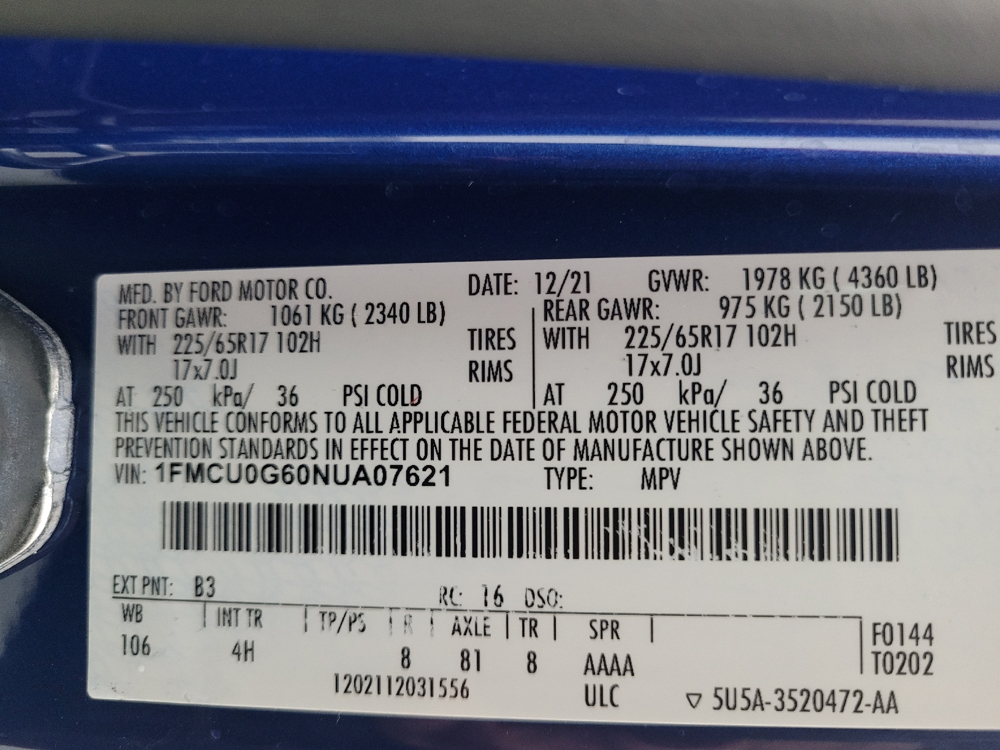 MFD. BY FORD MOTOR CO. DATE: 12/21 GVWR: 1978 KG ( 4360 LB)
FRONT GAWR: 1061 KG ( 2340 LB) REAR GAWR: 975 KG ( 2150 LB)
WITH 225/65R17 102H TIRES WITH 225/65R17 102H TIRES
17x7.0J RIMS 17x7.0J RIMS
AT 250 kPa/ 36 PSI COLD AT 250 kPa/ 36 PSI COLD
THIS VEHICLE CONFORMS TO ALL APPLICABLE FEDERAL MOTOR VEHICLE SAFETY AND THEFT
PREVENTION STANDARDS IN EFFECT ON THE DATE OF MANUFACTURE SHOWN ABOVE.
VIN: 1FMCU0G60NUA07621 TYPE: MPV
EXT PNT: B3 RC: 16 DSO:
WB INT TR TP/PS R AXLE TR SPR F0144
106 4H 8 81 8 AAAA T0202
1202112031556 ULC ▽ 5U5A-3520472-AA